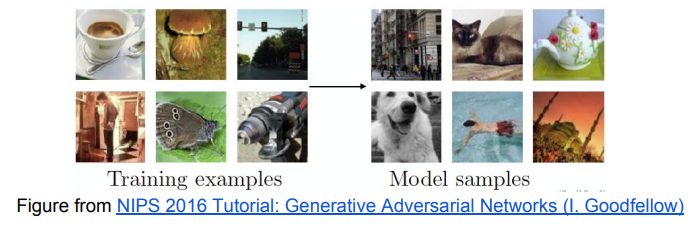 Training examples
Model samples
Figure from NIPS 2016 Tutorial: Generative Adversarial Networks (I. Goodfellow)